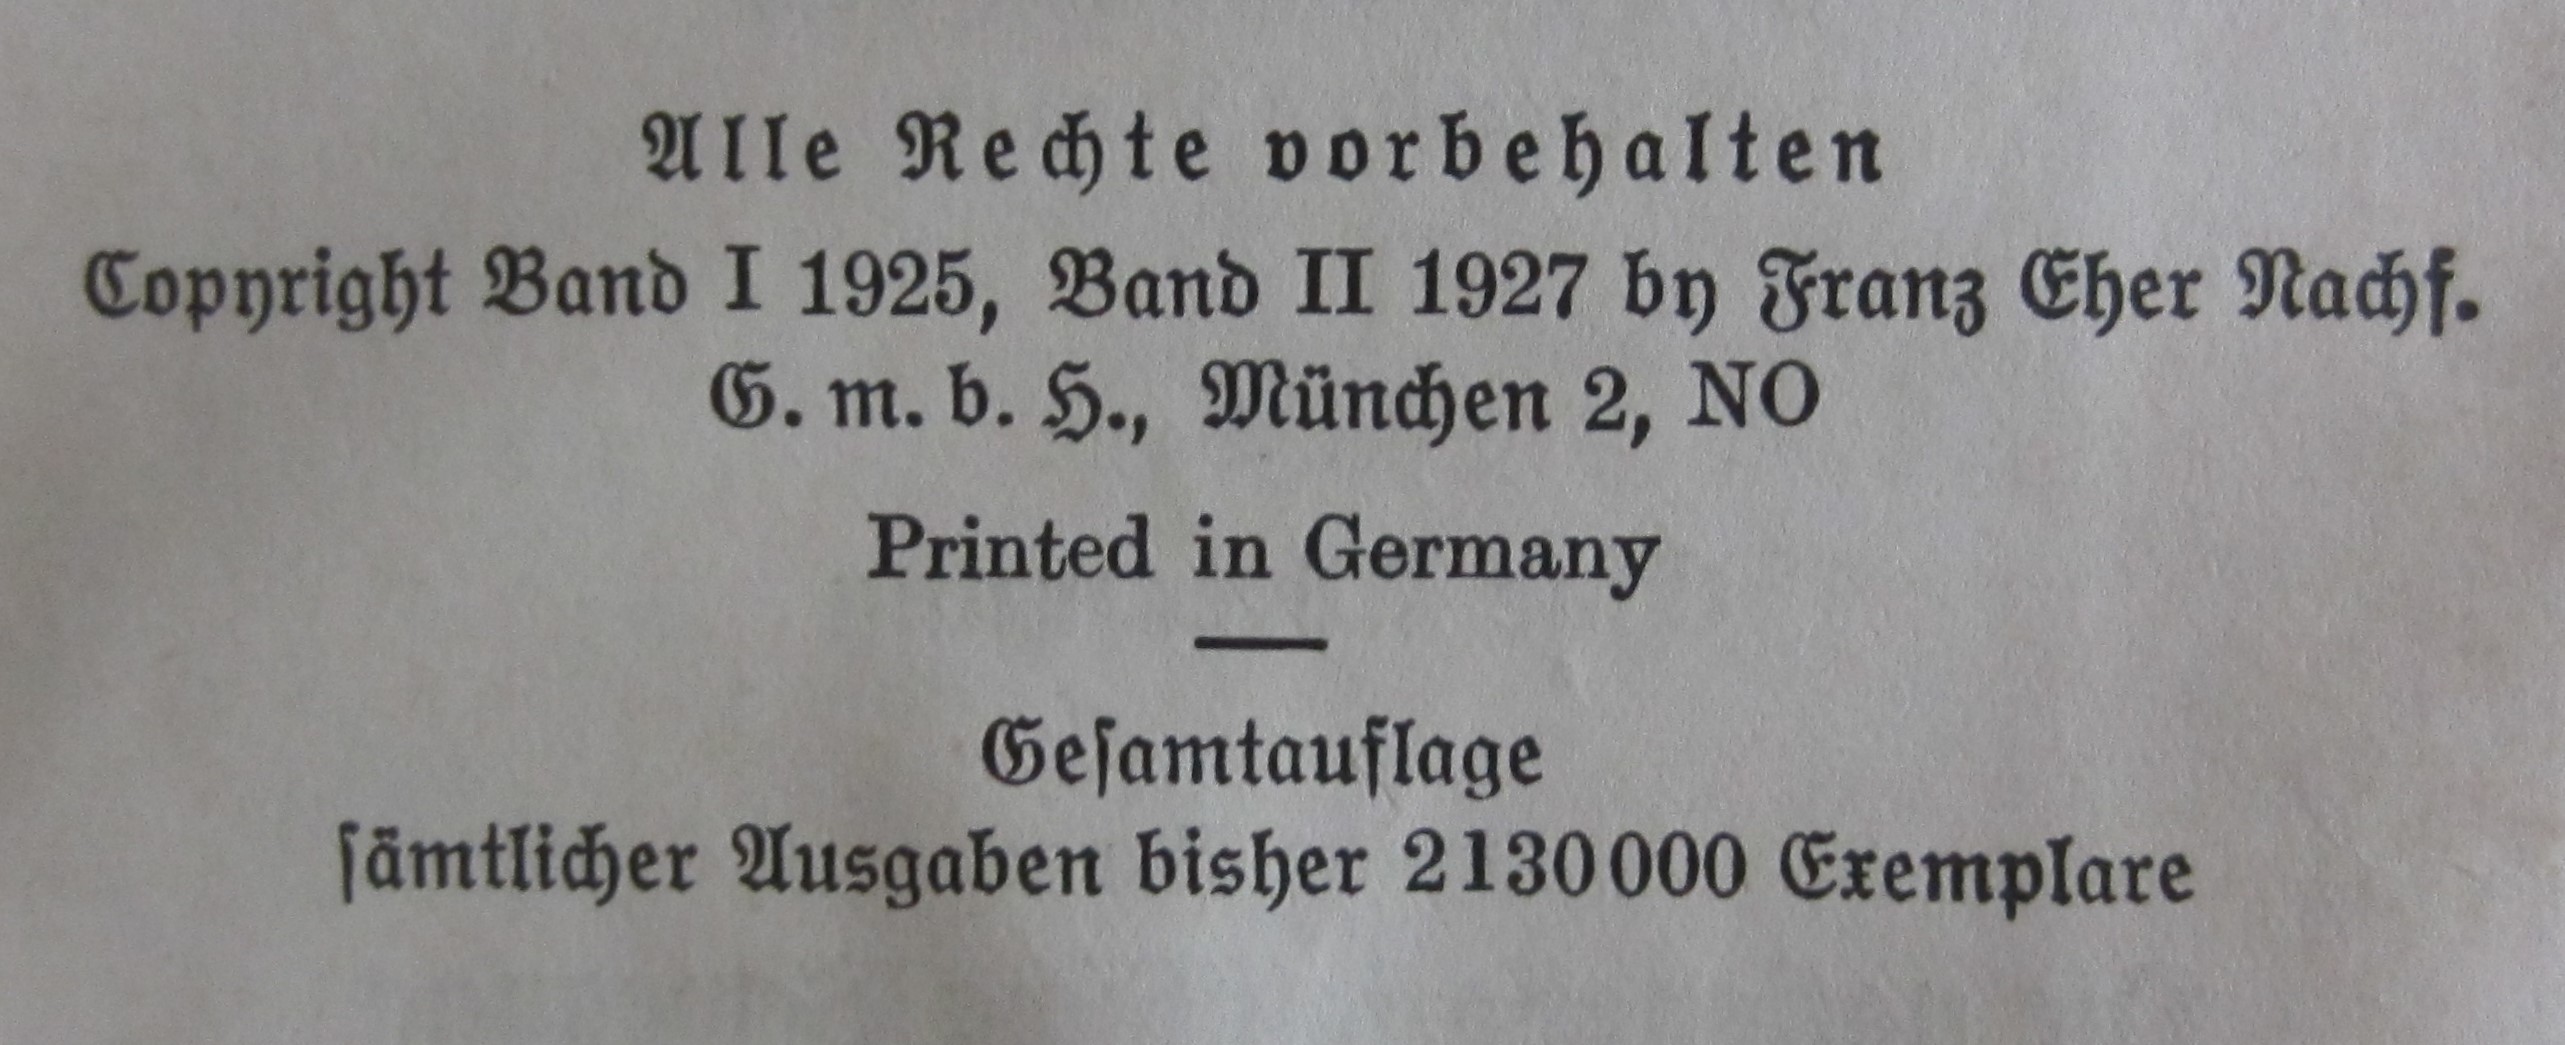 Alle Rechte vorbehalten
Copyright Band I 1925, Band II 1927 by Franz Eher Nachf.
G. m. b. H., München 2, NO
Printed in Germany
Geſamtauflage
ſämtlicher Ausgaben bisher 2130000 Exemplare